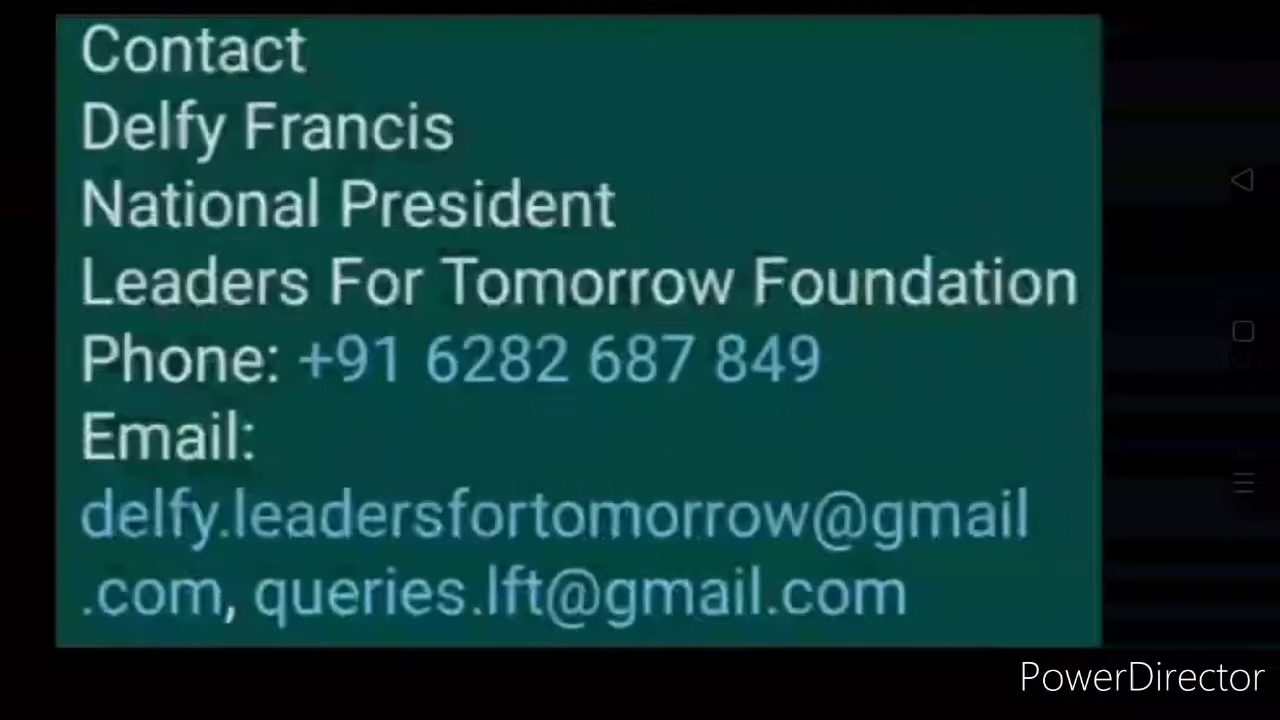 Contact
Delfy Francis
National President
Leaders For Tomorrow Foundation
Phone: +91 6282 687 849
Email:
delfy.leadersfortomorrow@gmail
.com, queries.lft@gmail.com
PowerDirector